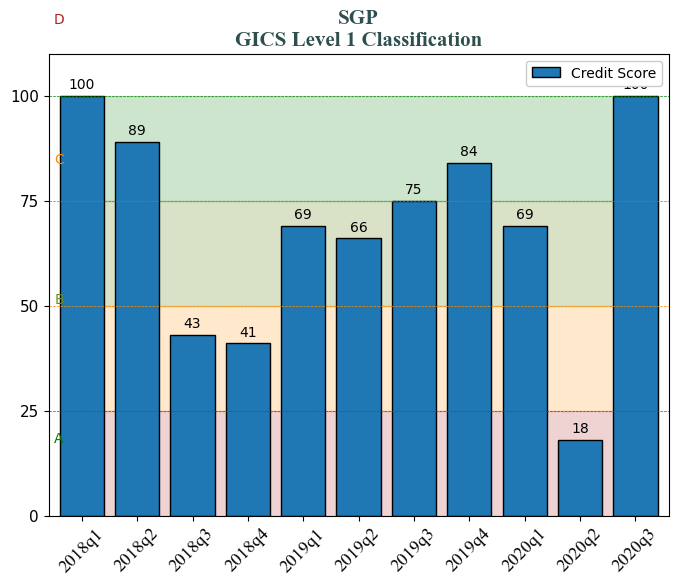 D
SGP
GICS Level 1 Classification
Credit Score
100
100
89
84
C
75
75
69
66
69
50
B
43
41
25
A
18
0
2018q1
2018q2
2018q3
2018q4
2019q1
2019q2
2019q3
2019q4
2020q1
2020q2
2020q3